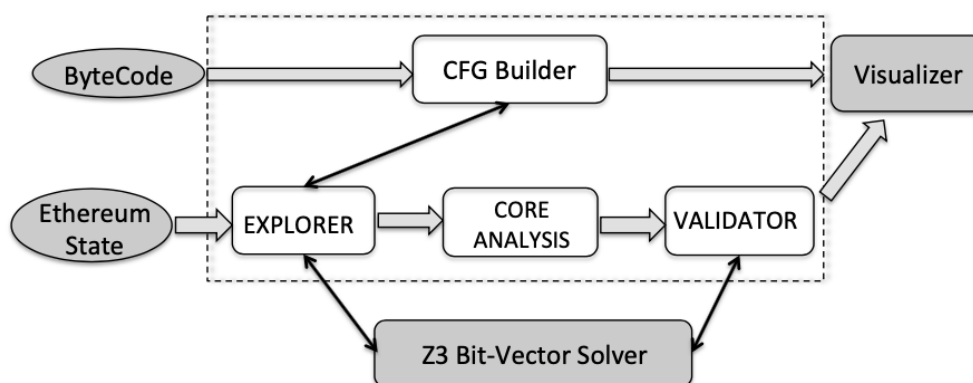 ByteCode
CFG Builder
Visualizer
Ethereum
State
EXPLORER
CORE
ANALYSIS
VALIDATOR
Z3 Bit-Vector Solver